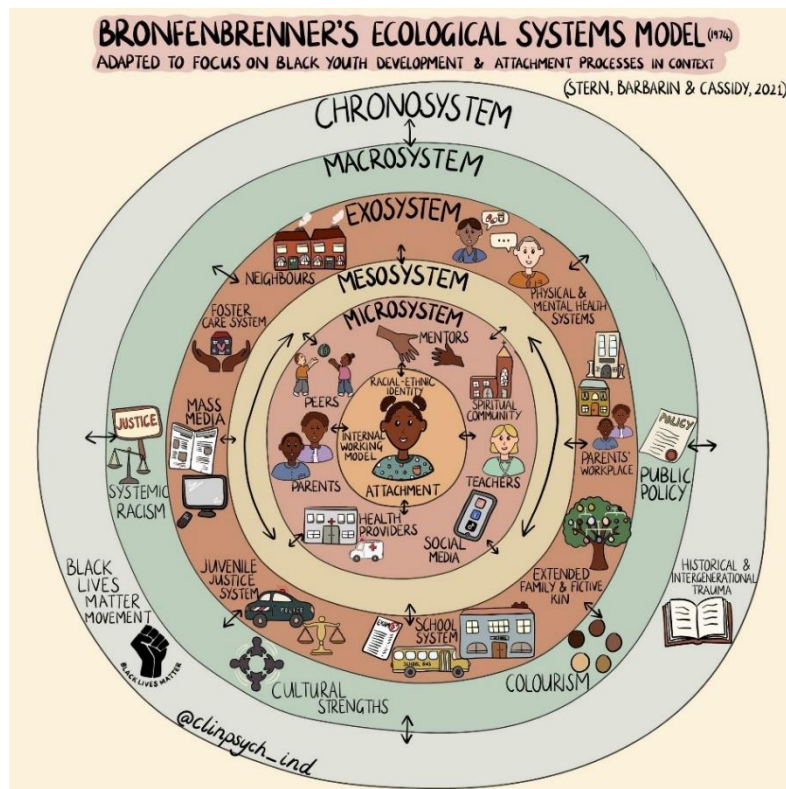 BRONFENBRENNER'S ECOLOGICAL SYSTEMS MODEL (1974)
ADAPTED TO FOCUS ON BLACK YOUTH DEVELOPMENT & ATTACHMENT PROCESSES IN CONTEXT
(STERN, BARBARIN & CASSIDY, 2021)
CHRONOSYSTEM
MACROSYSTEM
EXOSYSTEM
NEIGHBOURS
MESOSYSTEM
PHYSICAL &
MENTAL HEALTH
SYSTEMS
FOSTER
CARE SYSTEM
MICROSYSTEM
MENTORS
PEERS
RACIAL-ETHNIC
IDENTITY
SPIRITUAL
COMMUNITY
MASS
MEDIA
JUSTICE
SYSTEMIC
RACISM
INTERNAL
WORKING
MODEL
PARENTS
ATTACHMENT
TEACHERS
PARENTS'
WORKPLACE
POLICY
PUBLIC
POLICY
HEALTH
PROVIDERS
SOCIAL
MEDIA
BLACK
LIVES
MATTER
MOVEMENT
BLACK LIVES MATTER
JUVENILE
JUSTICE
SYSTEM
POLICE
EXAMS
SCHOOL
SYSTEM
SCHOOL BUS
EXTENDED
FAMILY & FICTIVE
KIN
HISTORICAL &
INTERGENERATIONAL
TRAUMA
CULTURAL
STRENGTHS
COLOURISM
@clinpsych_ind